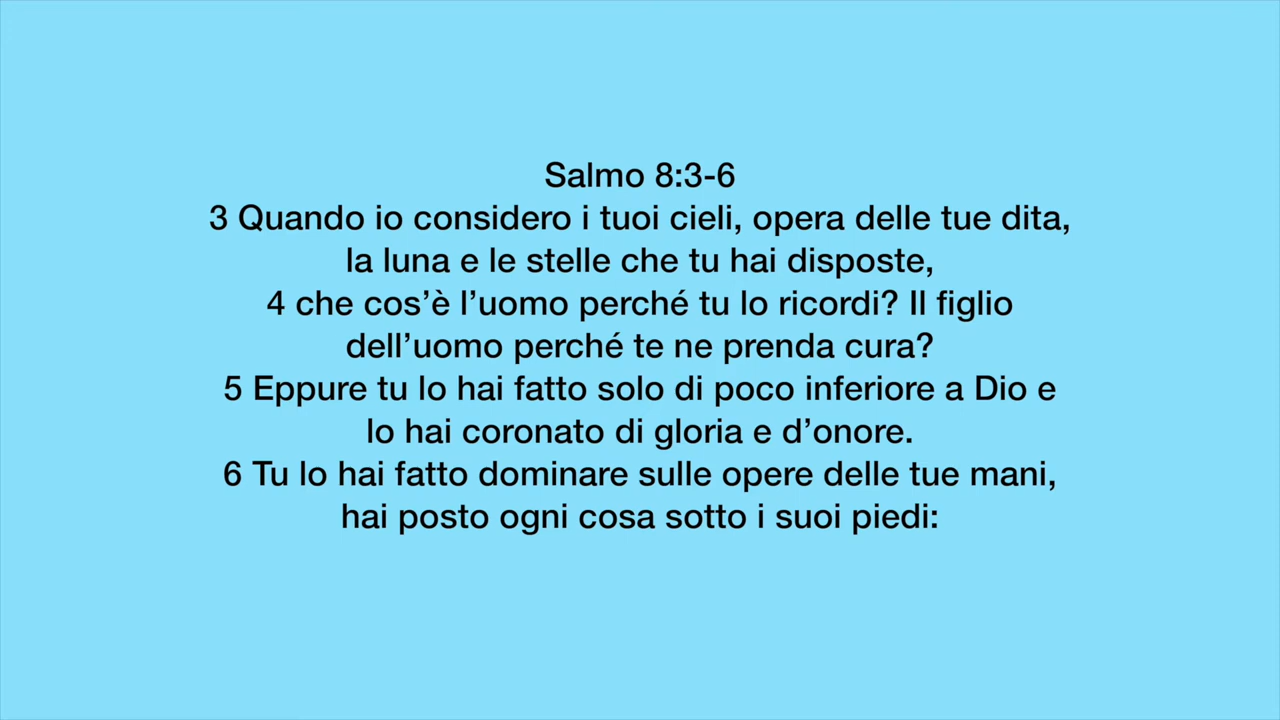 Salmo 8:3-6
3 Quando io considero i tuoi cieli, opera delle tue dita,
la luna e le stelle che tu hai disposte,
4 che cos’è l’uomo perché tu lo ricordi? Il figlio
dell’uomo perché te ne prenda cura?
5 Eppure tu lo hai fatto solo di poco inferiore a Dio e
lo hai coronato di gloria e d’onore.
6 Tu lo hai fatto dominare sulle opere delle tue mani,
hai posto ogni cosa sotto i suoi piedi: